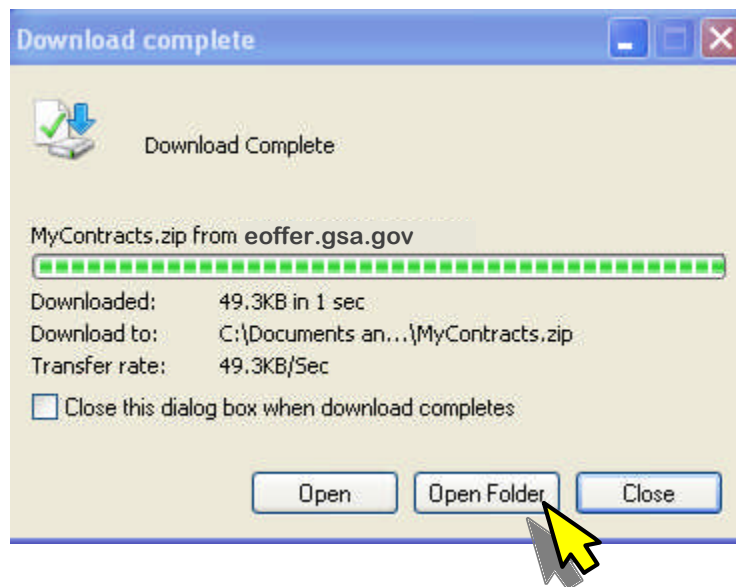 Download complete
Download Complete
MyContracts.zip from eoffer.gsa.gov
Downloaded: 49.3KB in 1 sec
Download to: C:\Documents an...\MyContracts.zip
Transfer rate: 49.3KB/Sec
Close this dialog box when download completes
Open Open Folder Close